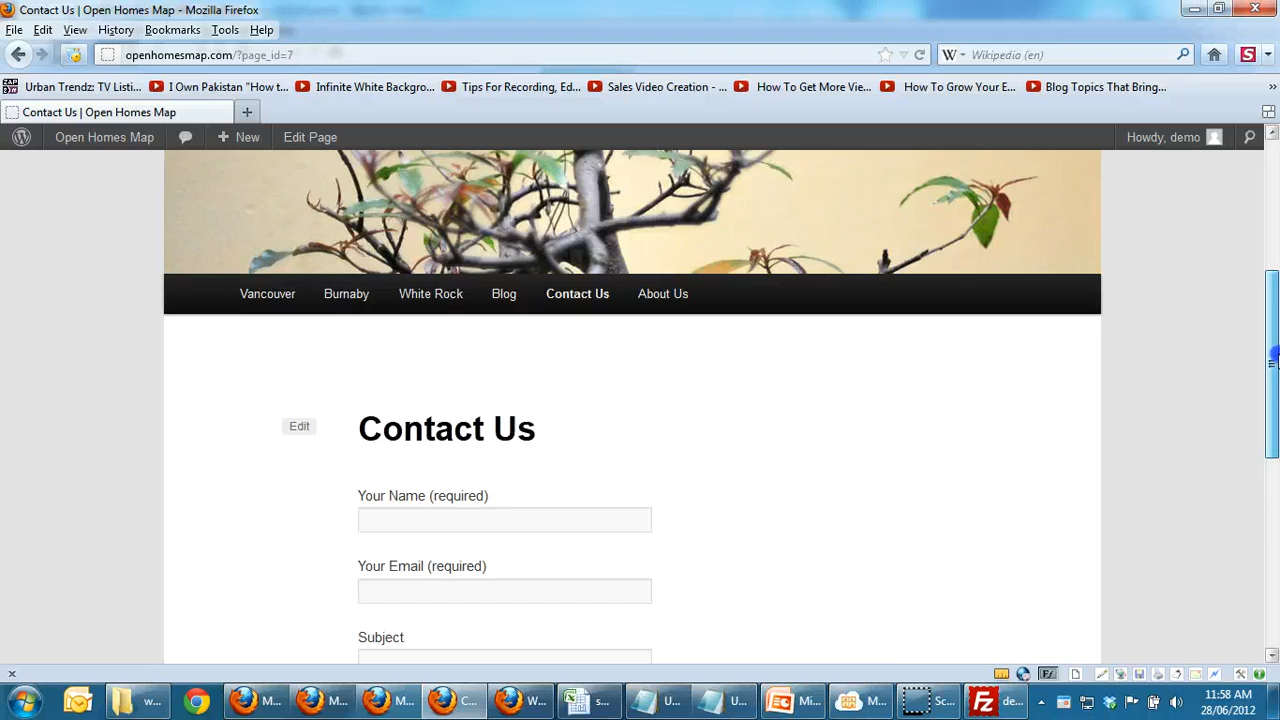 Contact Us | Open Homes Map - Mozilla Firefox
File Edit View History Bookmarks Tools Help
openhomesmap.com/?page_id=7 W Wikipedia (en) S
Urban Trendz: TV Listi... I Own Pakistan "How t... Infinite White Backgro... Tips For Recording, Ed... Sales Video Creation - ... How To Get More Vie... How To Grow Your E... Blog Topics That Bring... »
Contact Us | Open Homes Map +
Open Homes Map + New Edit Page Howdy, demo
Vancouver Burnaby White Rock Blog Contact Us About Us
Edit Contact Us
Your Name (required)
Your Email (required)
Subject
w... M... M... M... C... W... s... U... U... Mi... M... Sc... Fz de... 11:58 AM
28/06/2012